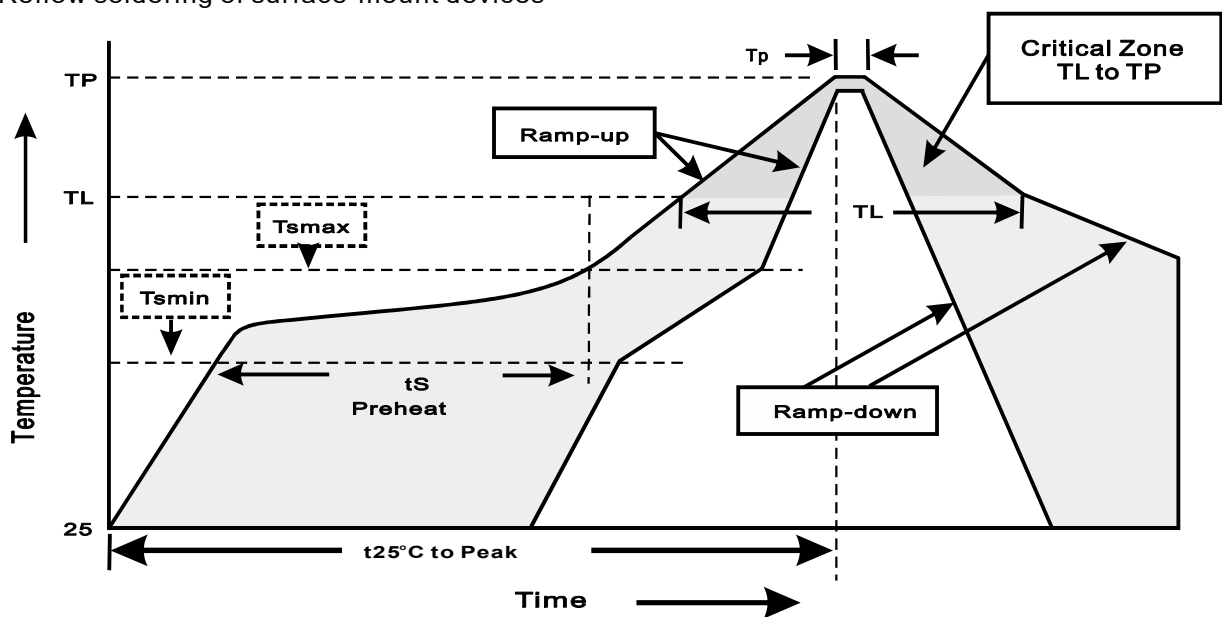 Reflow soldering of surface-mount devices
Tp
Critical Zone
TL to TP
TP
Ramp-up
TL
TL
Tsmax
Tsmin
Temperature
tS
Preheat
Ramp-down
25
t25°C to Peak
Time